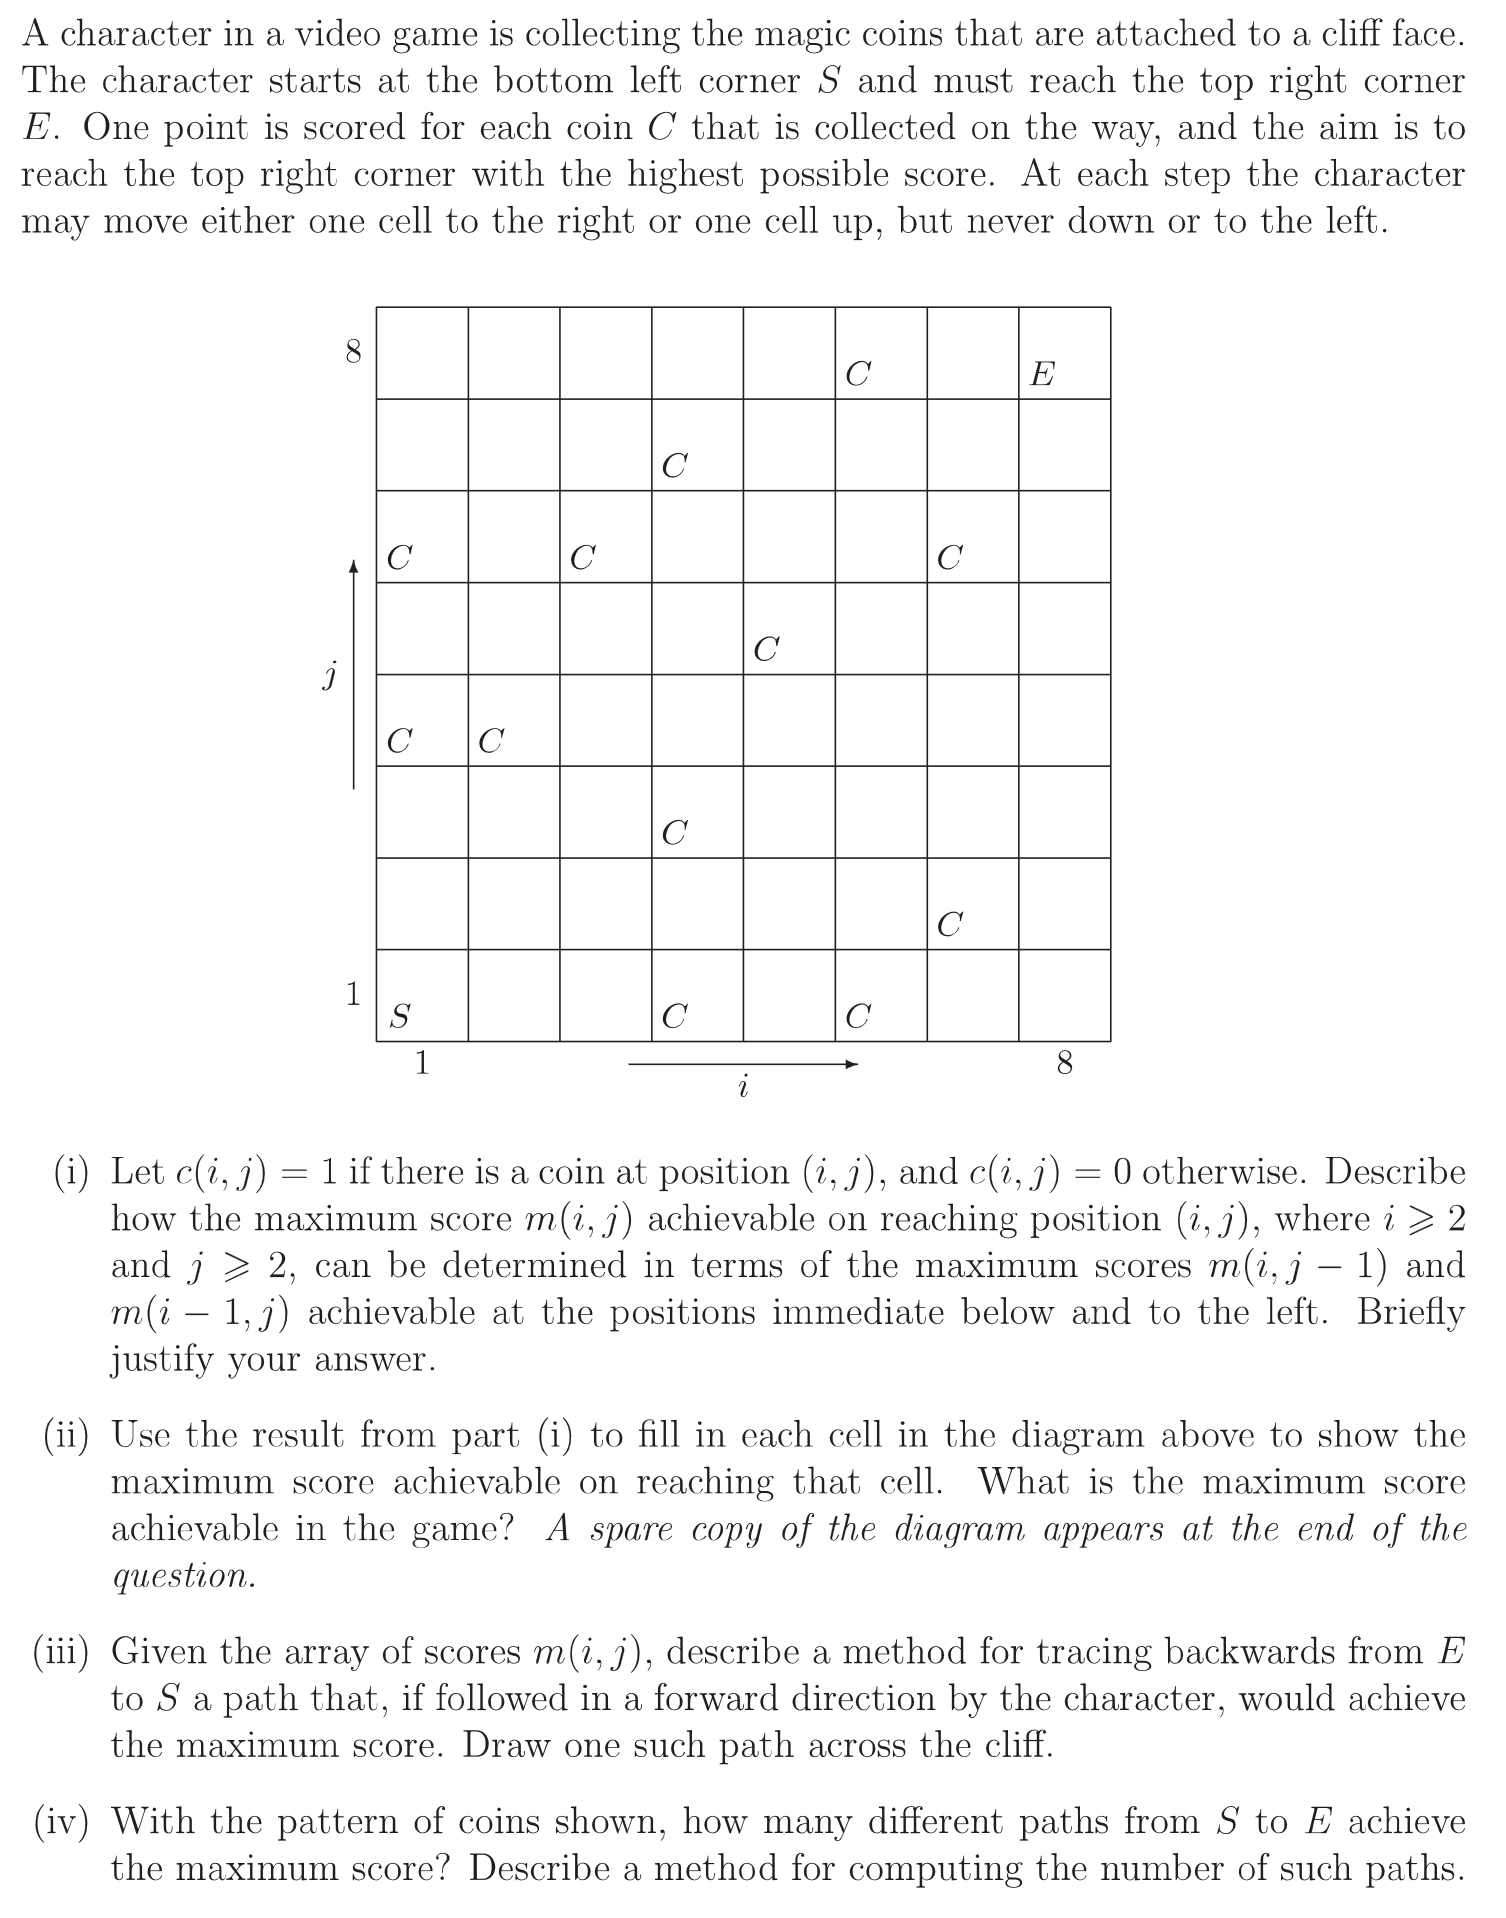 A character in a video game is collecting the magic coins that are attached to a cliff face.
The character starts at the bottom left corner S and must reach the top right corner
E. One point is scored for each coin C that is collected on the way, and the aim is to
reach the top right corner with the highest possible score. At each step the character
may move either one cell to the right or one cell up, but never down or to the left.
8
C E
C
C C C
j
C
C C
C
C
1
S C C
1 8
i
(i) Let c(i, j) = 1 if there is a coin at position (i, j), and c(i, j) = 0 otherwise. Describe
how the maximum score m(i, j) achievable on reaching position (i, j), where i ⩾ 2
and j ⩾ 2, can be determined in terms of the maximum scores m(i, j − 1) and
m(i − 1, j) achievable at the positions immediate below and to the left. Briefly
justify your answer.
(ii) Use the result from part (i) to fill in each cell in the diagram above to show the
maximum score achievable on reaching that cell. What is the maximum score
achievable in the game? A spare copy of the diagram appears at the end of the
question.
(iii) Given the array of scores m(i, j), describe a method for tracing backwards from E
to S a path that, if followed in a forward direction by the character, would achieve
the maximum score. Draw one such path across the cliff.
(iv) With the pattern of coins shown, how many different paths from S to E achieve
the maximum score? Describe a method for computing the number of such paths.